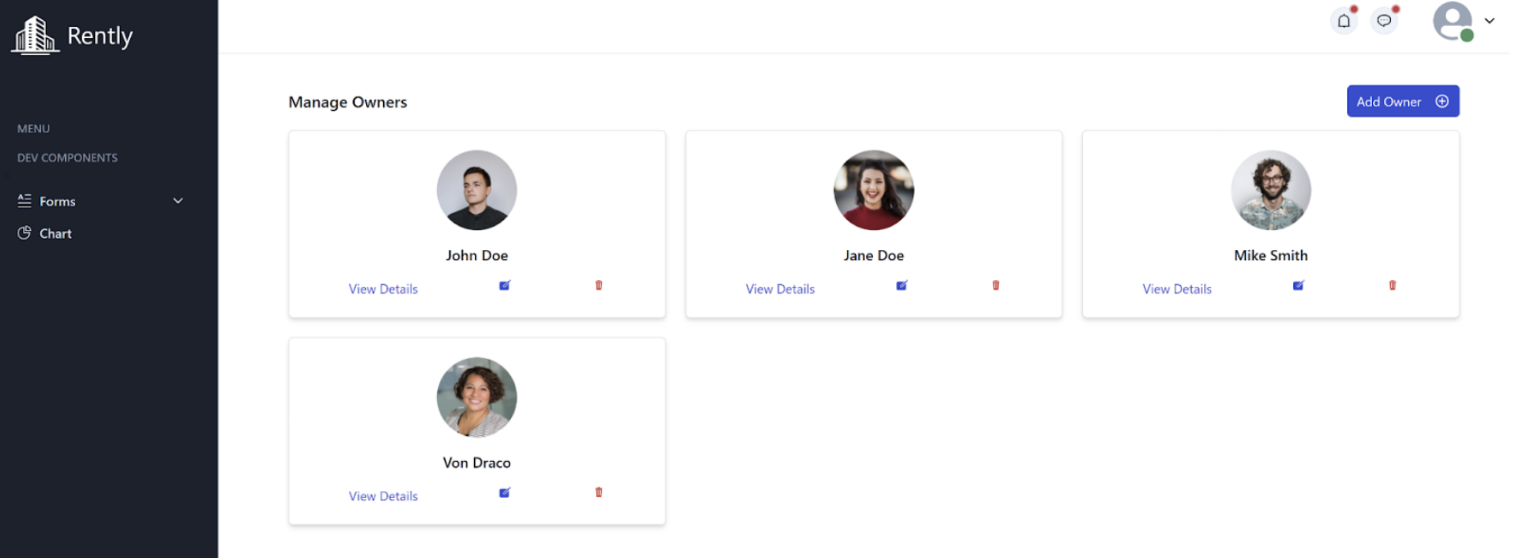 Rently
MENU
DEV COMPONENTS
Forms
Chart
Manage Owners
Add Owner
John Doe
View Details
Jane Doe
View Details
Mike Smith
View Details
Von Draco
View Details